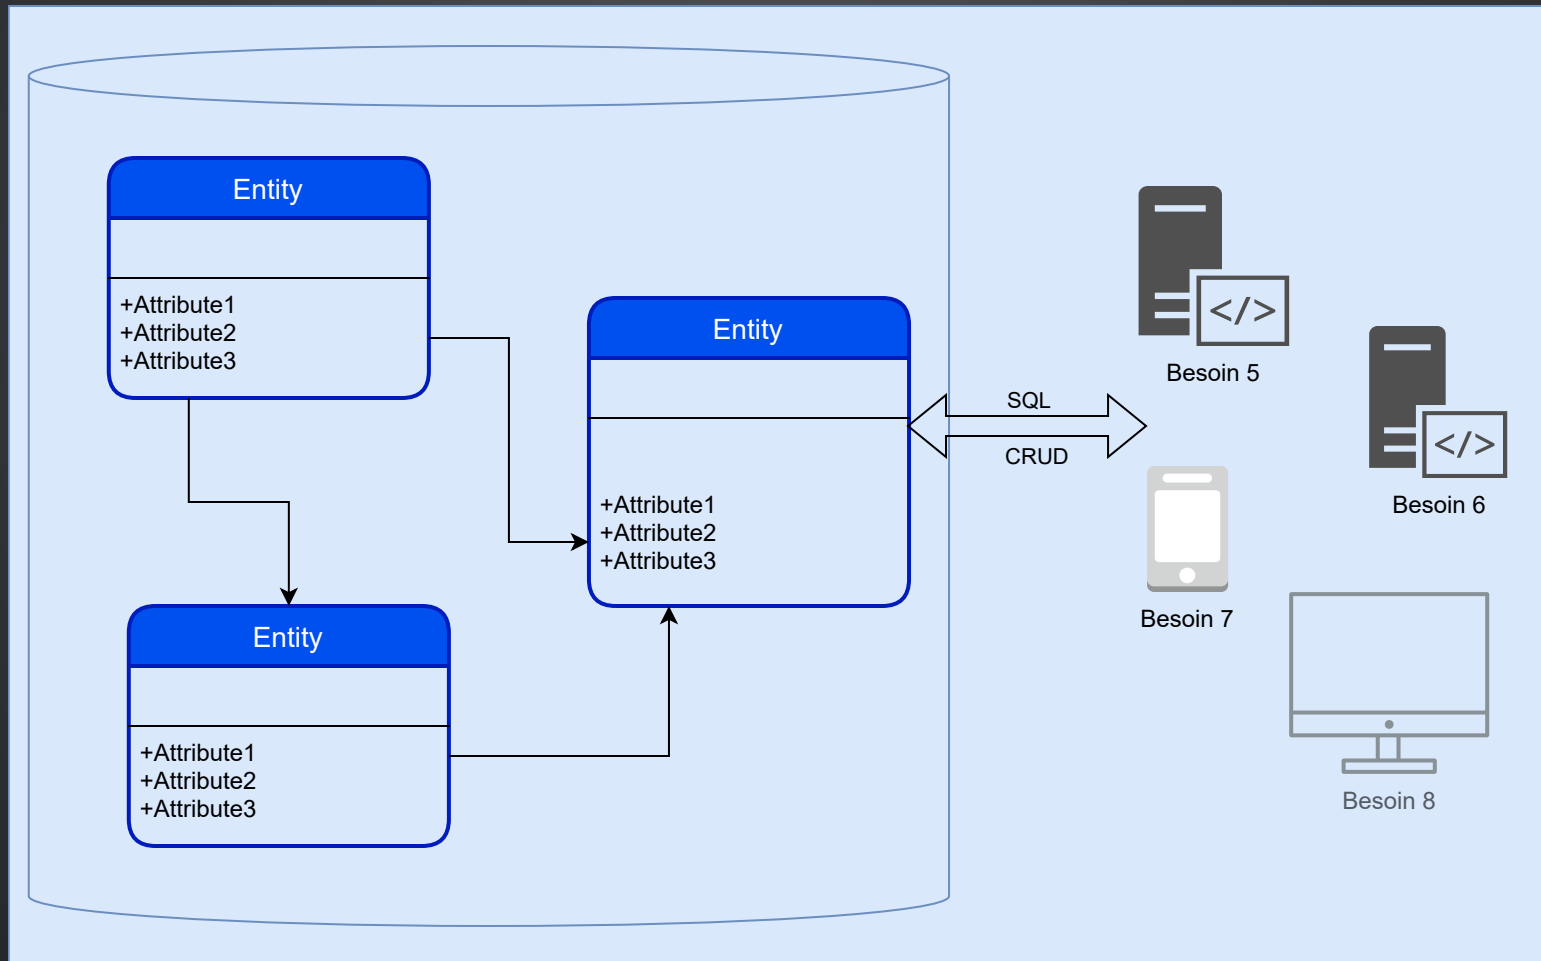 Entity
+Attribute1
+Attribute2
+Attribute3
Entity
+Attribute1
+Attribute2
+Attribute3
Entity
+Attribute1
+Attribute2
+Attribute3
SQL
CRUD
</>
Besoin 5
</>
Besoin 6
Besoin 7
Besoin 8